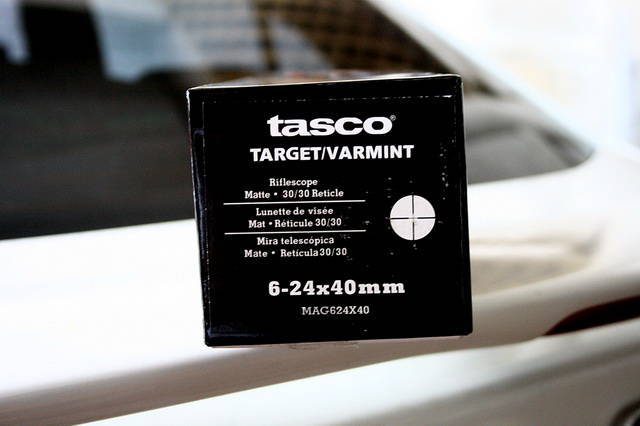 tasco®
TARGET/VARMINT
Riflescope
Matte • 30/30 Reticle
Lunette de visée
Mat • Réticule 30/30
Mira telescópica
Mate • Retícula 30/30
6-24x40mm
MAG624X40